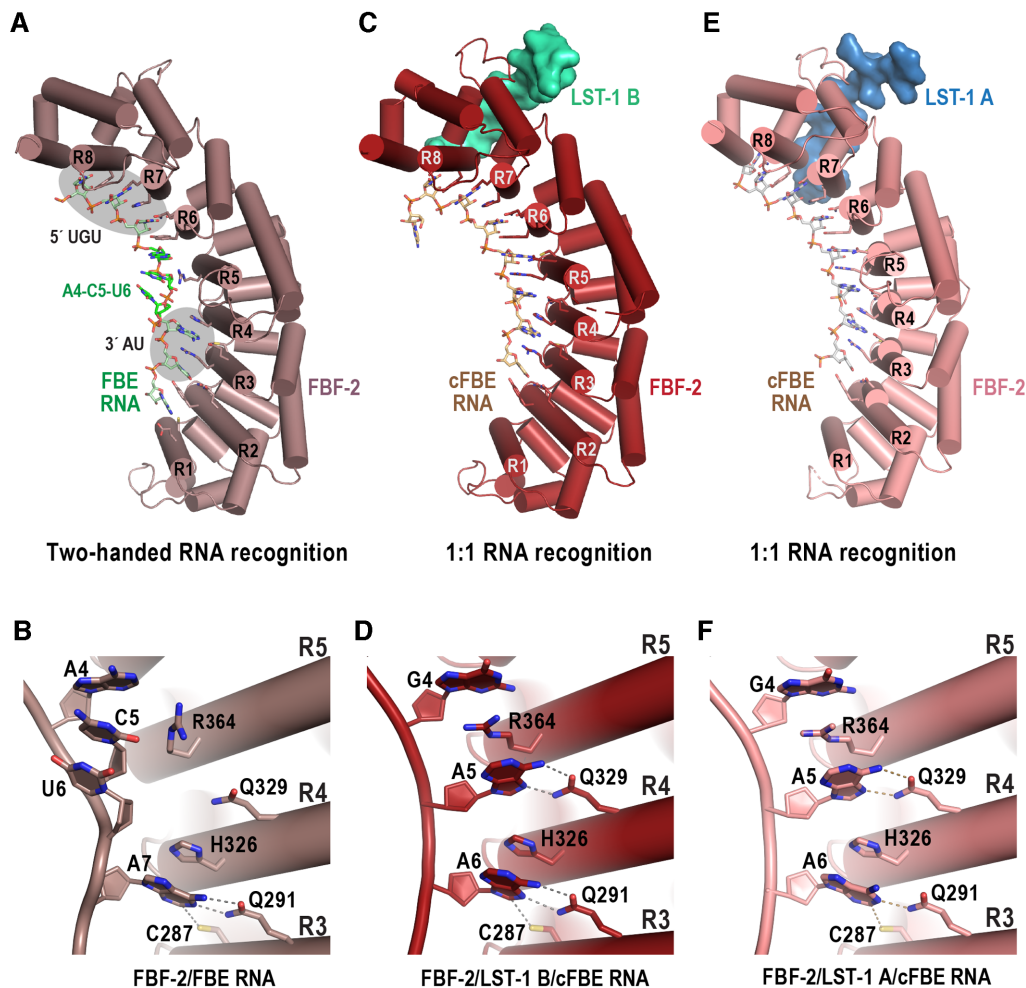 A
R8
R7
R6
5´ UGU
A4-C5-U6
R5
R4
3´ AU
R3
FBE
RNA
FBF-2
R2
R1
Two-handed RNA recognition
C
LST-1 B
R8
R7
R6
R5
R4
R3
cFBE
RNA
FBF-2
R2
R1
1:1 RNA recognition
E
LST-1 A
R8
R7
R6
R5
R4
R3
cFBE
RNA
FBF-2
R2
R1
1:1 RNA recognition
B
R5
A4
C5
R364
U6
Q329
R4
H326
A7
Q291
R3
C287
FBF-2/FBE RNA
D
R5
G4
R364
A5
Q329
R4
H326
A6
Q291
R3
C287
FBF-2/LST-1 B/cFBE RNA
F
R5
G4
R364
A5
Q329
R4
H326
A6
Q291
R3
C287
FBF-2/LST-1 A/cFBE RNA